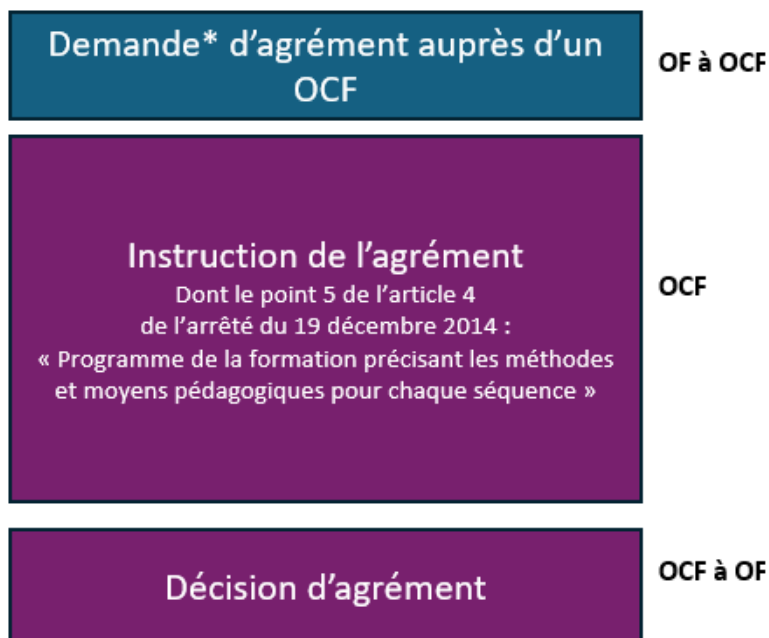 Demande* d'agrément auprès d'un
OCF
OF à OCF
Instruction de l'agrément
Dont le point 5 de l'article 4
de l'arrêté du 19 décembre 2014 :
« Programme de la formation précisant les méthodes
et moyens pédagogiques pour chaque séquence »
OCF
Décision d'agrément
OCF à OF